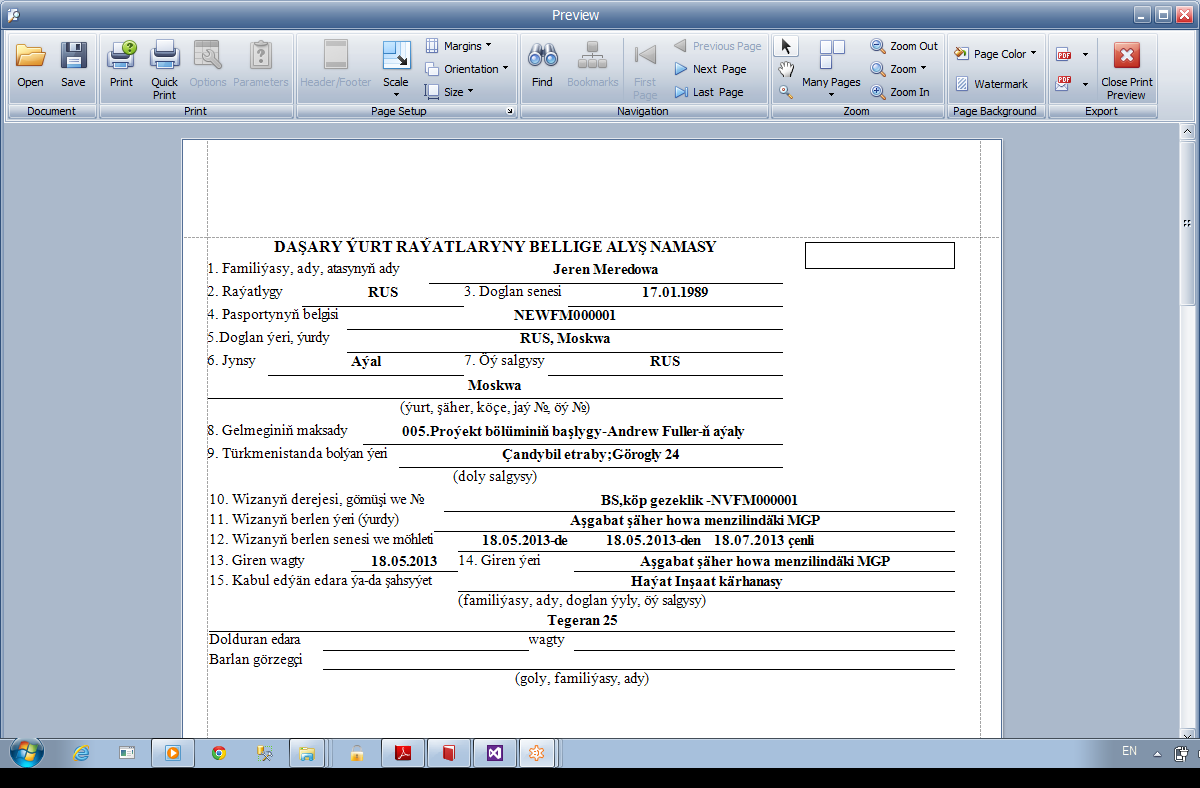 Preview
Open Save Print Quick Print Options Parameters Header/Footer Scale Margins Orientation Size Find Bookmarks First Page Previous Page Next Page Last Page Many Pages Zoom Out Zoom Zoom In Page Color Watermark PDF PDF Close Print Preview
Document Print Page Setup Navigation Zoom Page Background Export
DAŞARY ÝURT RAÝATLARYNY BELLIGE ALYŞ NAMASY
1. Familiýasy, ady, atasynyň ady Jeren Meredowa
2. Raýatlygy RUS 3. Doglan senesi 17.01.1989
4. Pasportynyň belgisi NEWFM000001
5.Doglan ýeri, ýurdy RUS, Moskwa
6. Jynsy Aýal 7. Öý salgysy RUS
Moskwa
(ýurt, şäher, köçe, jaý №, öý №)
8. Gelmeginiň maksady 005.Proýekt bölüminiň başlygy-Andrew Fuller-ň aýaly
9. Türkmenistanda bolýan ýeri Çandybil etraby;Görogly 24
(doly salgysy)
10. Wizanyň derejesi, gömüşi we № BS,köp gezeklik -NVFM000001
11. Wizanyň berlen ýeri (ýurdy) Aşgabat şäher howa menzilindäki MGP
12. Wizanyň berlen senesi we möhleti 18.05.2013-de 18.05.2013-den 18.07.2013 çenli
13. Giren wagty 18.05.2013 14. Giren ýeri Aşgabat şäher howa menzilindäki MGP
15. Kabul edýän edara ýa-da şahsyýet Haýat Inşaat kärhanasy
(familiýasy, ady, doglan ýyly, öý salgysy)
Tegeran 25
Dolduran edara wagty
Barlan görzegçi
(goly, familiýasy, ady)
EN